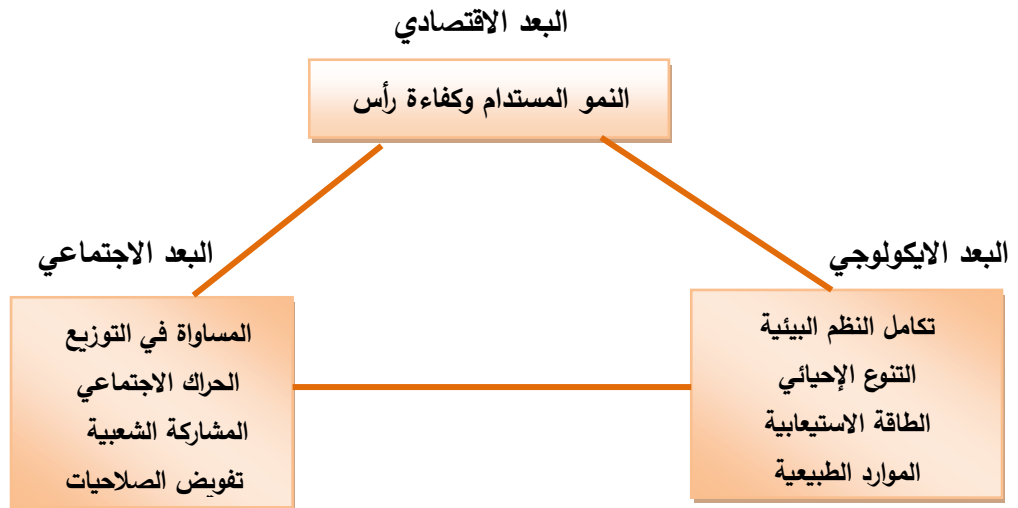 البعد الاقتصادي
النمو المستدام وكفاءة رأس
البعد الايكولوجي
تكامل النظم البيئية
التنوع الإحيائي
الطاقة الاستيعابية
الموارد الطبيعية
البعد الاجتماعي
المساواة في التوزيع
الحراك الاجتماعي
المشاركة الشعبية
تفويض الصلاحيات